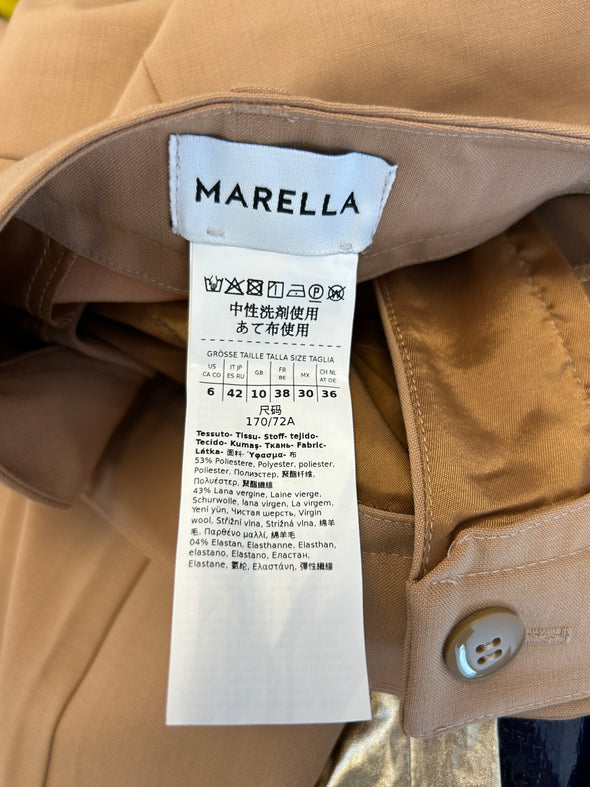 MARELLA
中性洗剤使用
あて布使用
GRÖSSE TAILLE TALLA SIZE TAGLIA
US CA CO IT JP ES RU GB FR BE MX CH NL AT DE
6 42 10 38 30 36
尺码
170/72A
Tessuto- Tissu- Stoff- tejido-
Tecido- Kumaş- Ткань- Fabric-
Látka- 面料- Ύφασμα- 布
53% Poliestere, Polyester, poliester,
Poliester, Полиэстер, 聚酯纤维,
Πολυέστερ, 聚酯纖維
43% Lana vergine, Laine vierge,
Schurwolle, lana virgen, La virgem,
Yeni yün, Чистая шерсть, Virgin
wool, Střižní vlna, Strižná vlna, 绵羊
毛, Παρθένο μαλλί, 綿羊毛
04% Elastan, Elasthanne, Elasthan,
elastano, Elastano, Еластан,
Elastane, 氨纶, Ελαστάνη, 彈性纖維